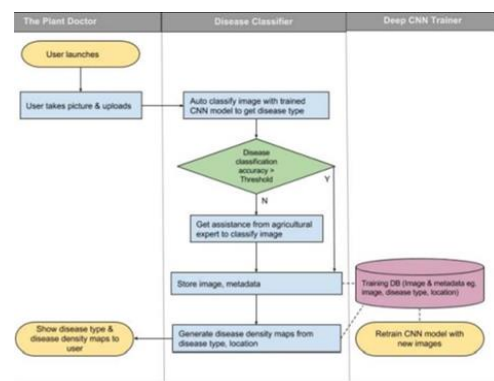 The Plant Doctor
Disease Classifier
Deep CNN Trainer
User launches
User takes picture & uploads
Auto classify image with trained
CNN model to get disease type
Disease
classification
accuracy >
Threshold
Y
N
Get assistance from agricultural
expert to classify image
Store image, metadata
Training DB (Image & metadata eg.
image, disease type, location)
Show disease type &
disease density maps to
user
Generate disease density maps from
disease type, location
Retrain CNN model with
new images